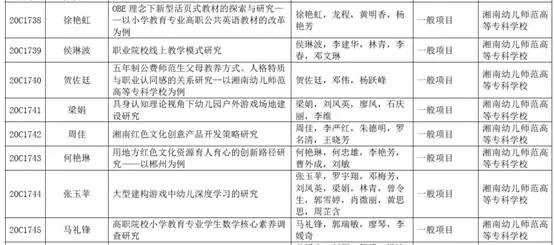 20C1738 徐艳虹 OBE 理念下新型活页式教材的探索与研究—
—以小学教育专业高职公共英语教材的改革
为例 徐艳虹，龙程，黄明香，杨
艳芳 一般项目 湘南幼儿师范高
等专科学校
20C1739 侯琳波 职业院校线上教学模式研究 侯琳波，李建华，林青，李
春，邓文琳 一般项目 湘南幼儿师范高
等专科学校
20C1740 贺佐廷 五年制公费师范生父母教养方式、人格特质
与职业认同感的关系研究--以湘南幼儿师范
高等专科学校为例 贺佐廷，邓伟，杨跃峰 一般项目 湘南幼儿师范高
等专科学校
20C1741 梁娟 具身认知理论视角下幼儿园户外游戏场地建
设研究 梁娟，刘风英，廖凤，石庆
丽，李维 一般项目 湘南幼儿师范高
等专科学校
20C1742 周佳 湘南红色文化创意产品开发策略研究 周佳，李严红，朱德明，罗
名清，王晓芳 一般项目 湘南幼儿师范高
等专科学校
20C1743 何艳琳 用地方红色文化资源育人育心的创新路径研
究——以郴州为例 何艳琳，何忠雄，李艳芳，
曹外成，刘敏 一般项目 湘南幼儿师范高
等专科学校
20C1744 张玉苹 大型建构游戏中幼儿深度学习的研究 张玉苹，罗宇翔，邓梅芳，
刘风英，梁娟，林青，曾令
生，郭雪婷，肖微丽，黄思
思，周芷含 一般项目 湘南幼儿师范高
等专科学校
20C1745 马礼锋 高职院校小学教育专业学生数学核心素养调
查研究 马礼锋，郭瑞敏，廖琴，李
媛奇 一般项目 湘南幼儿师范高
等专科学校